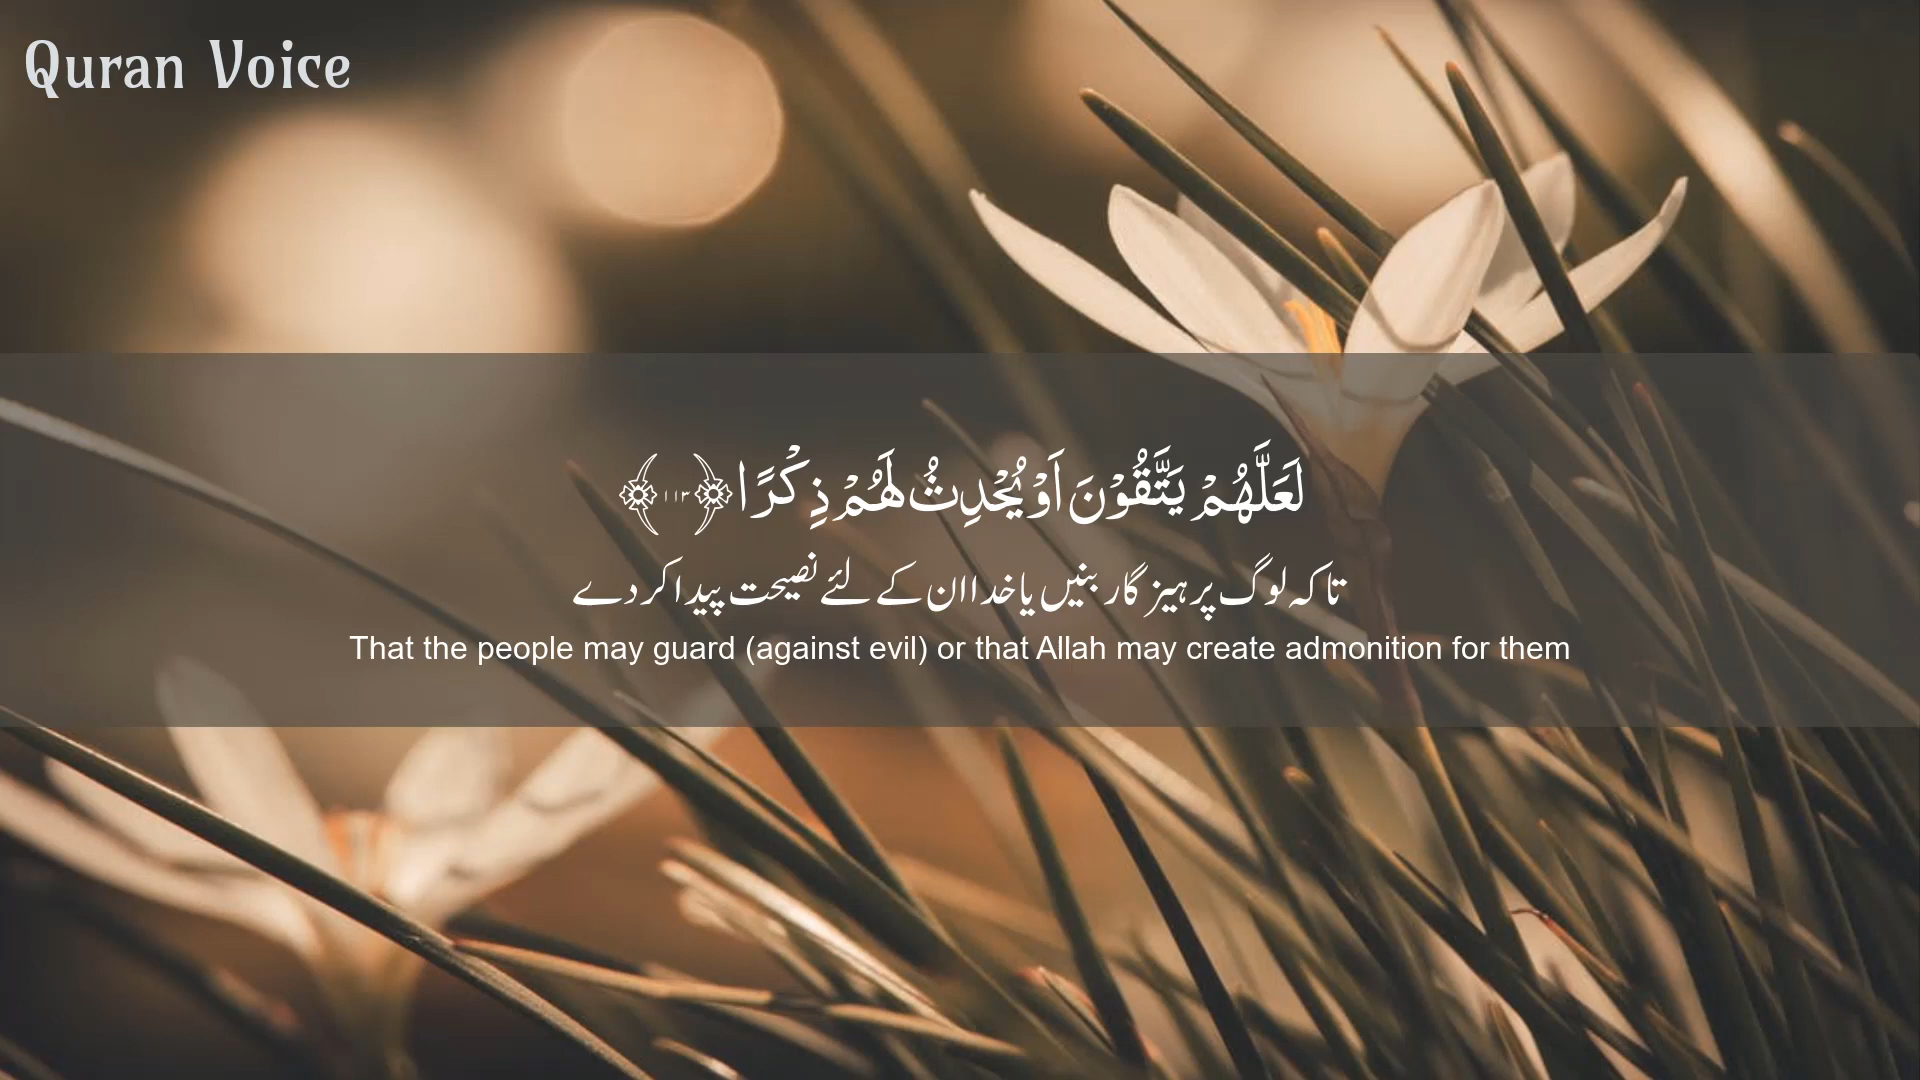 Quran Voice
لَعَلَّهُمْ يَتَّقُوْنَ اَوْ يُحْدِثُ لَهُمْ ذِكْرًا ﴿۱۱۳﴾
تاکہ لوگ پرہیز گار بنیں یا خدا ان کے لئے نصیحت پیدا کر دے
That the people may guard (against evil) or that Allah may create admonition for them